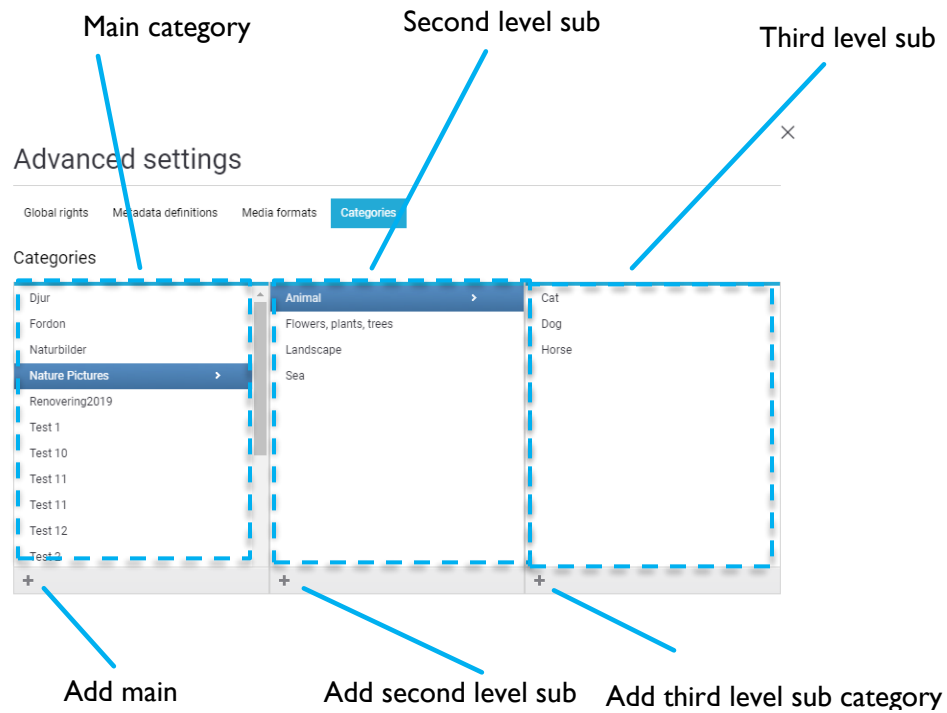 Main category
Second level sub
Third level sub
Advanced settings
Global rights
Metadata definitions
Media formats
Categories
Categories
Djur
Fordon
Naturbilder
Nature Pictures
Renovering2019
Test 1
Test 10
Test 11
Test 11
Test 12
Test 2
Animal
Flowers, plants, trees
Landscape
Sea
Cat
Dog
Horse
Add main
Add second level sub
Add third level sub category